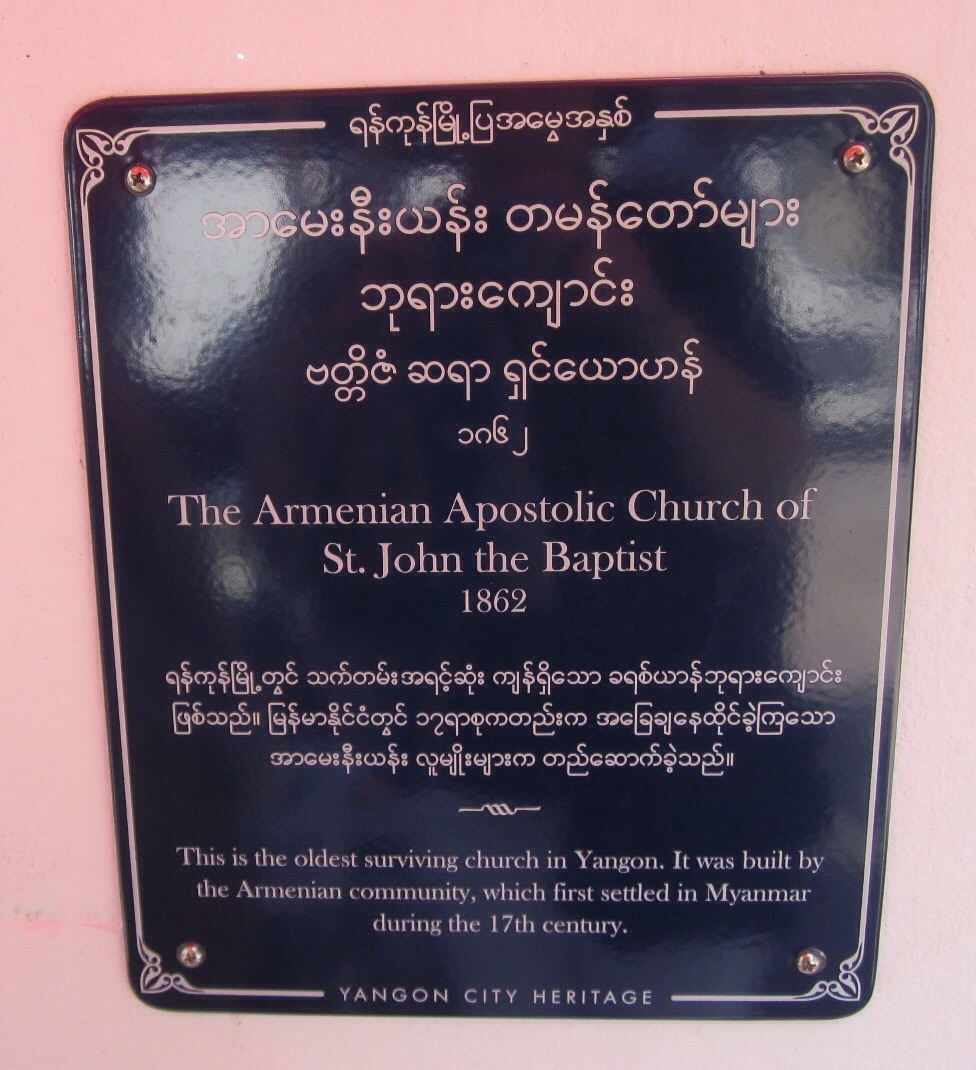 ရန်ကုန်မြို့ပြအမွေအနှစ်
အာမေးနီးယန်း တမန်တော်များ
ဘုရားကျောင်း
ဗတ္တိဇံ ဆရာ ရှင်ယောဟန်
၁၈၆၂
The Armenian Apostolic Church of
St. John the Baptist
1862
ရန်ကုန်မြို့တွင် သက်တမ်းအရင့်ဆုံး ကျန်ရှိသော ခရစ်ယာန်ဘုရားကျောင်း
ဖြစ်သည်။ မြန်မာနိုင်ငံတွင် ၁၇ရာစုကတည်းက အခြေချနေထိုင်ခဲ့ကြသော
အာမေးနီးယန်း လူမျိုးများက တည်ဆောက်ခဲ့သည်။
This is the oldest surviving church in Yangon. It was built by
the Armenian community, which first settled in Myanmar
during the 17th century.
YANGON CITY HERITAGE